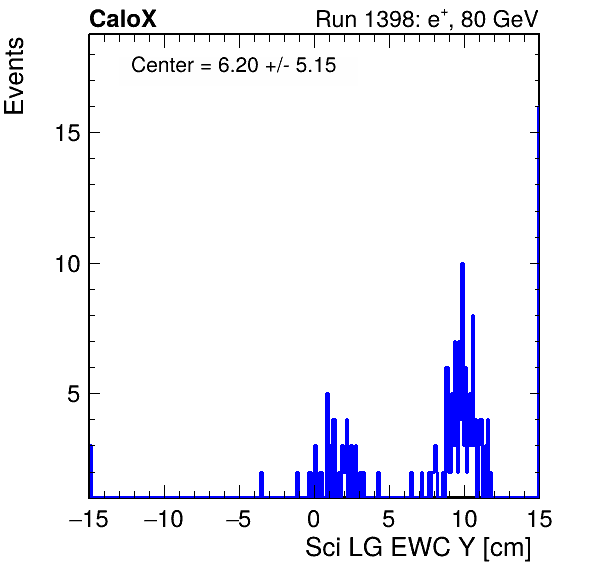 CaloX Run 1398: e⁺, 80 GeV
Center = 6.20 +/- 5.15
Events
15
10
5
−15 −10 −5 0 5 10 15
Sci LG EWC Y [cm]